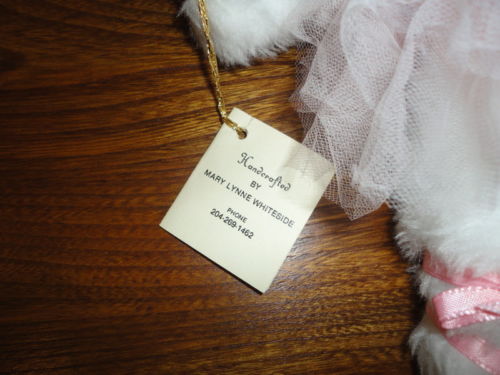 Handcrafted
BY
MARY LYNNE WHITESIDE
PHONE
204-269-1462